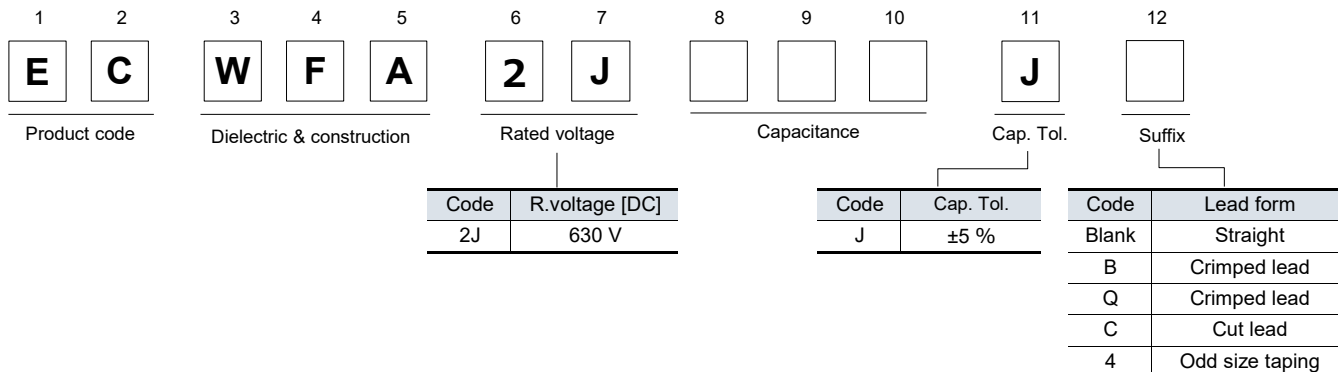 1 2 3 4 5 6 7 8 9 10 11 12
E C W F A 2 J J
Product code Dielectric & construction Rated voltage Capacitance Cap. Tol. Suffix
Code R.voltage [DC] Code Cap. Tol. Code Lead form
2J 630 V J ±5 % Blank Straight
B Crimped lead
Q Crimped lead
C Cut lead
4 Odd size taping